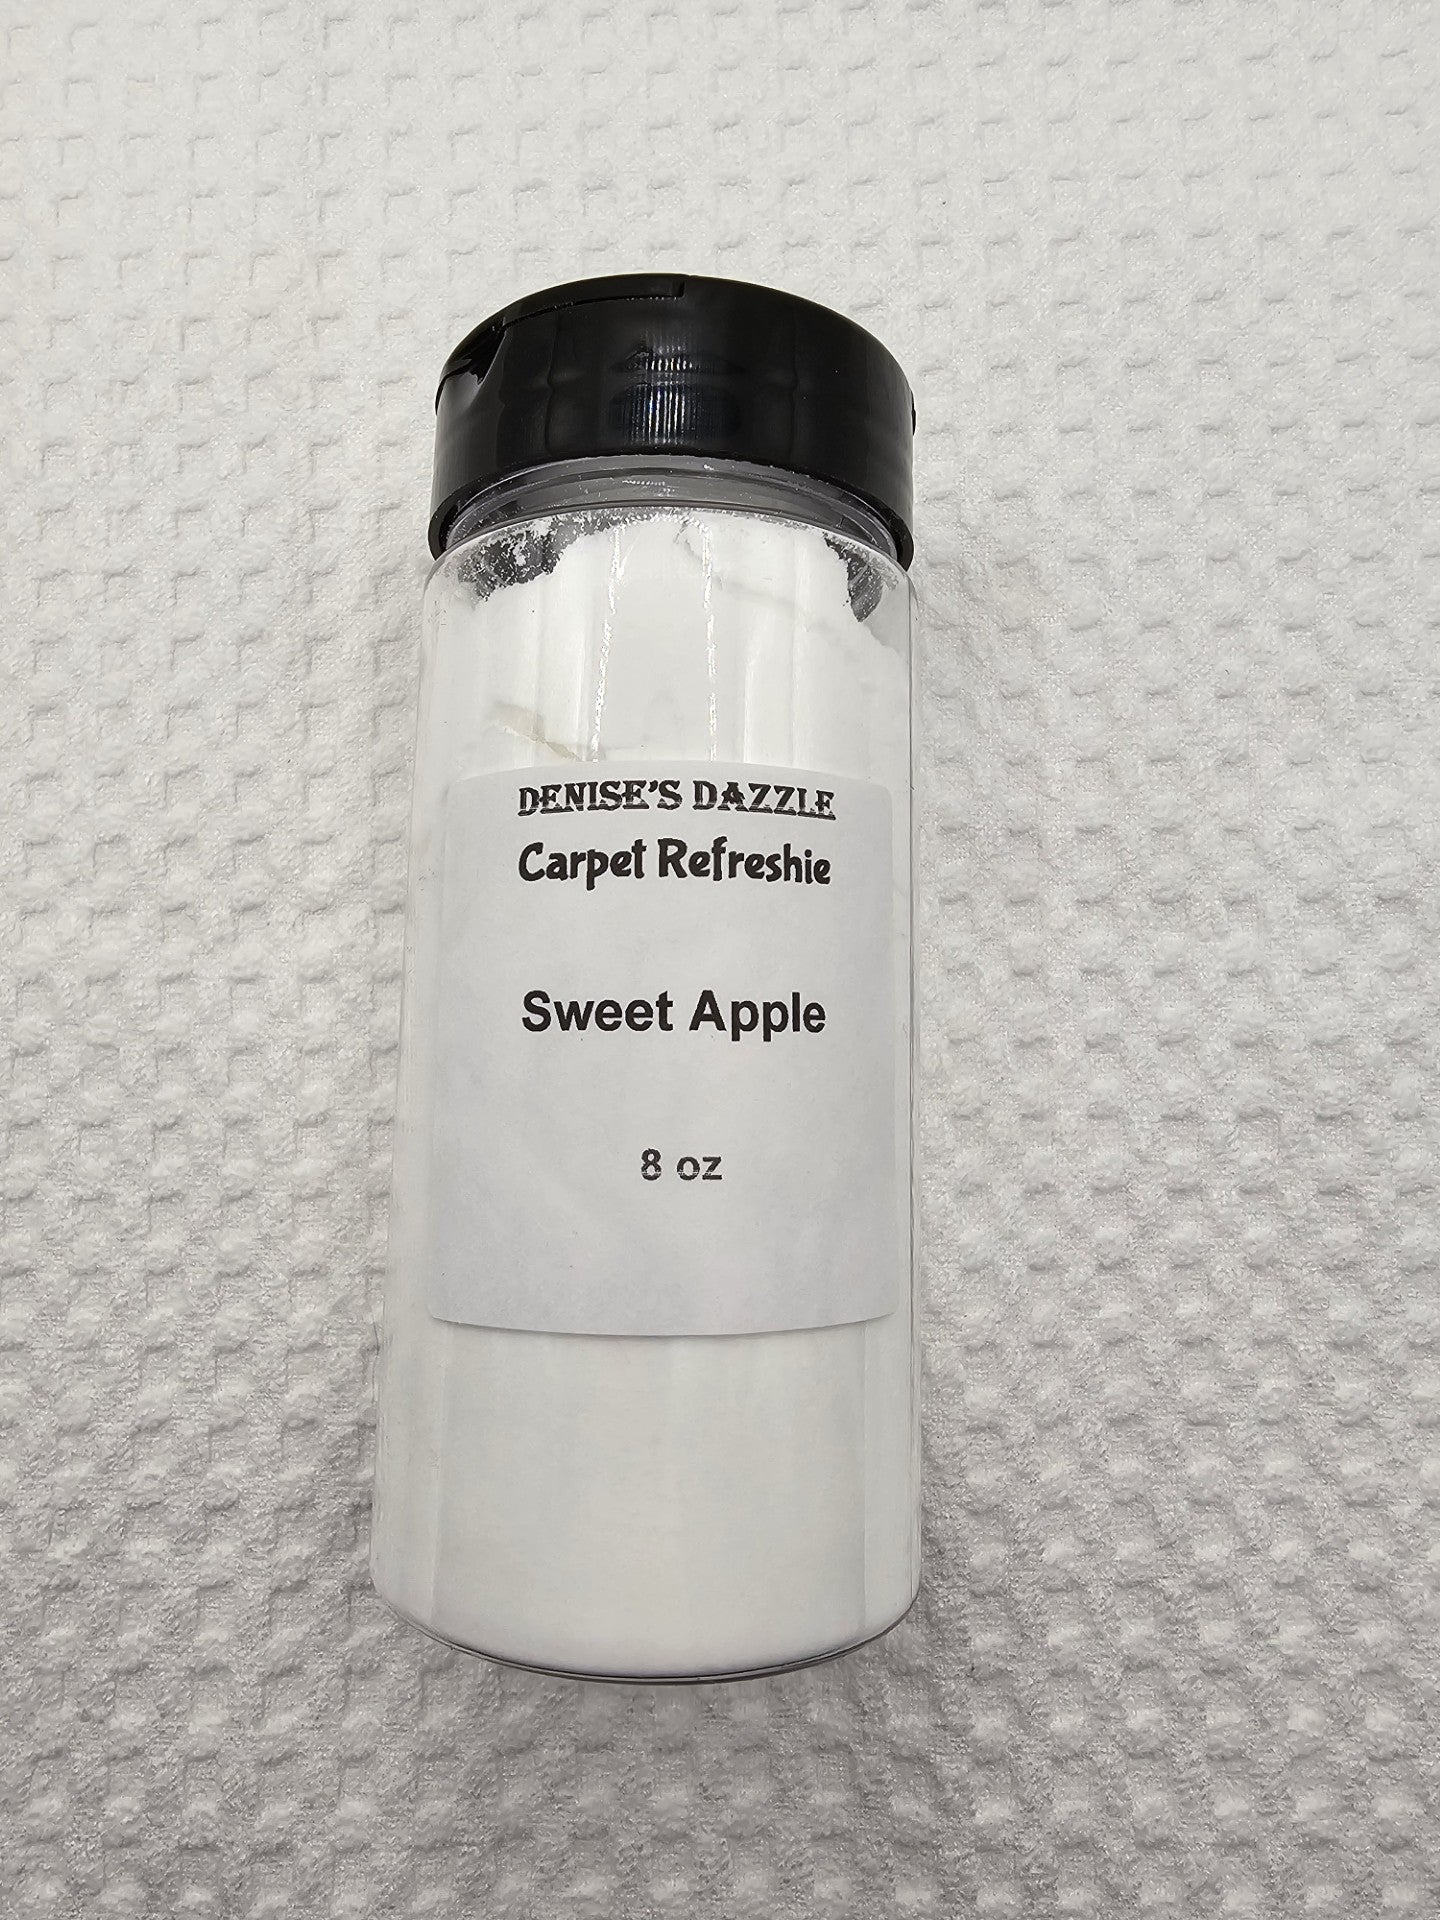 DENISE'S DAZZLE
Carpet Refreshie
Sweet Apple
8 oz